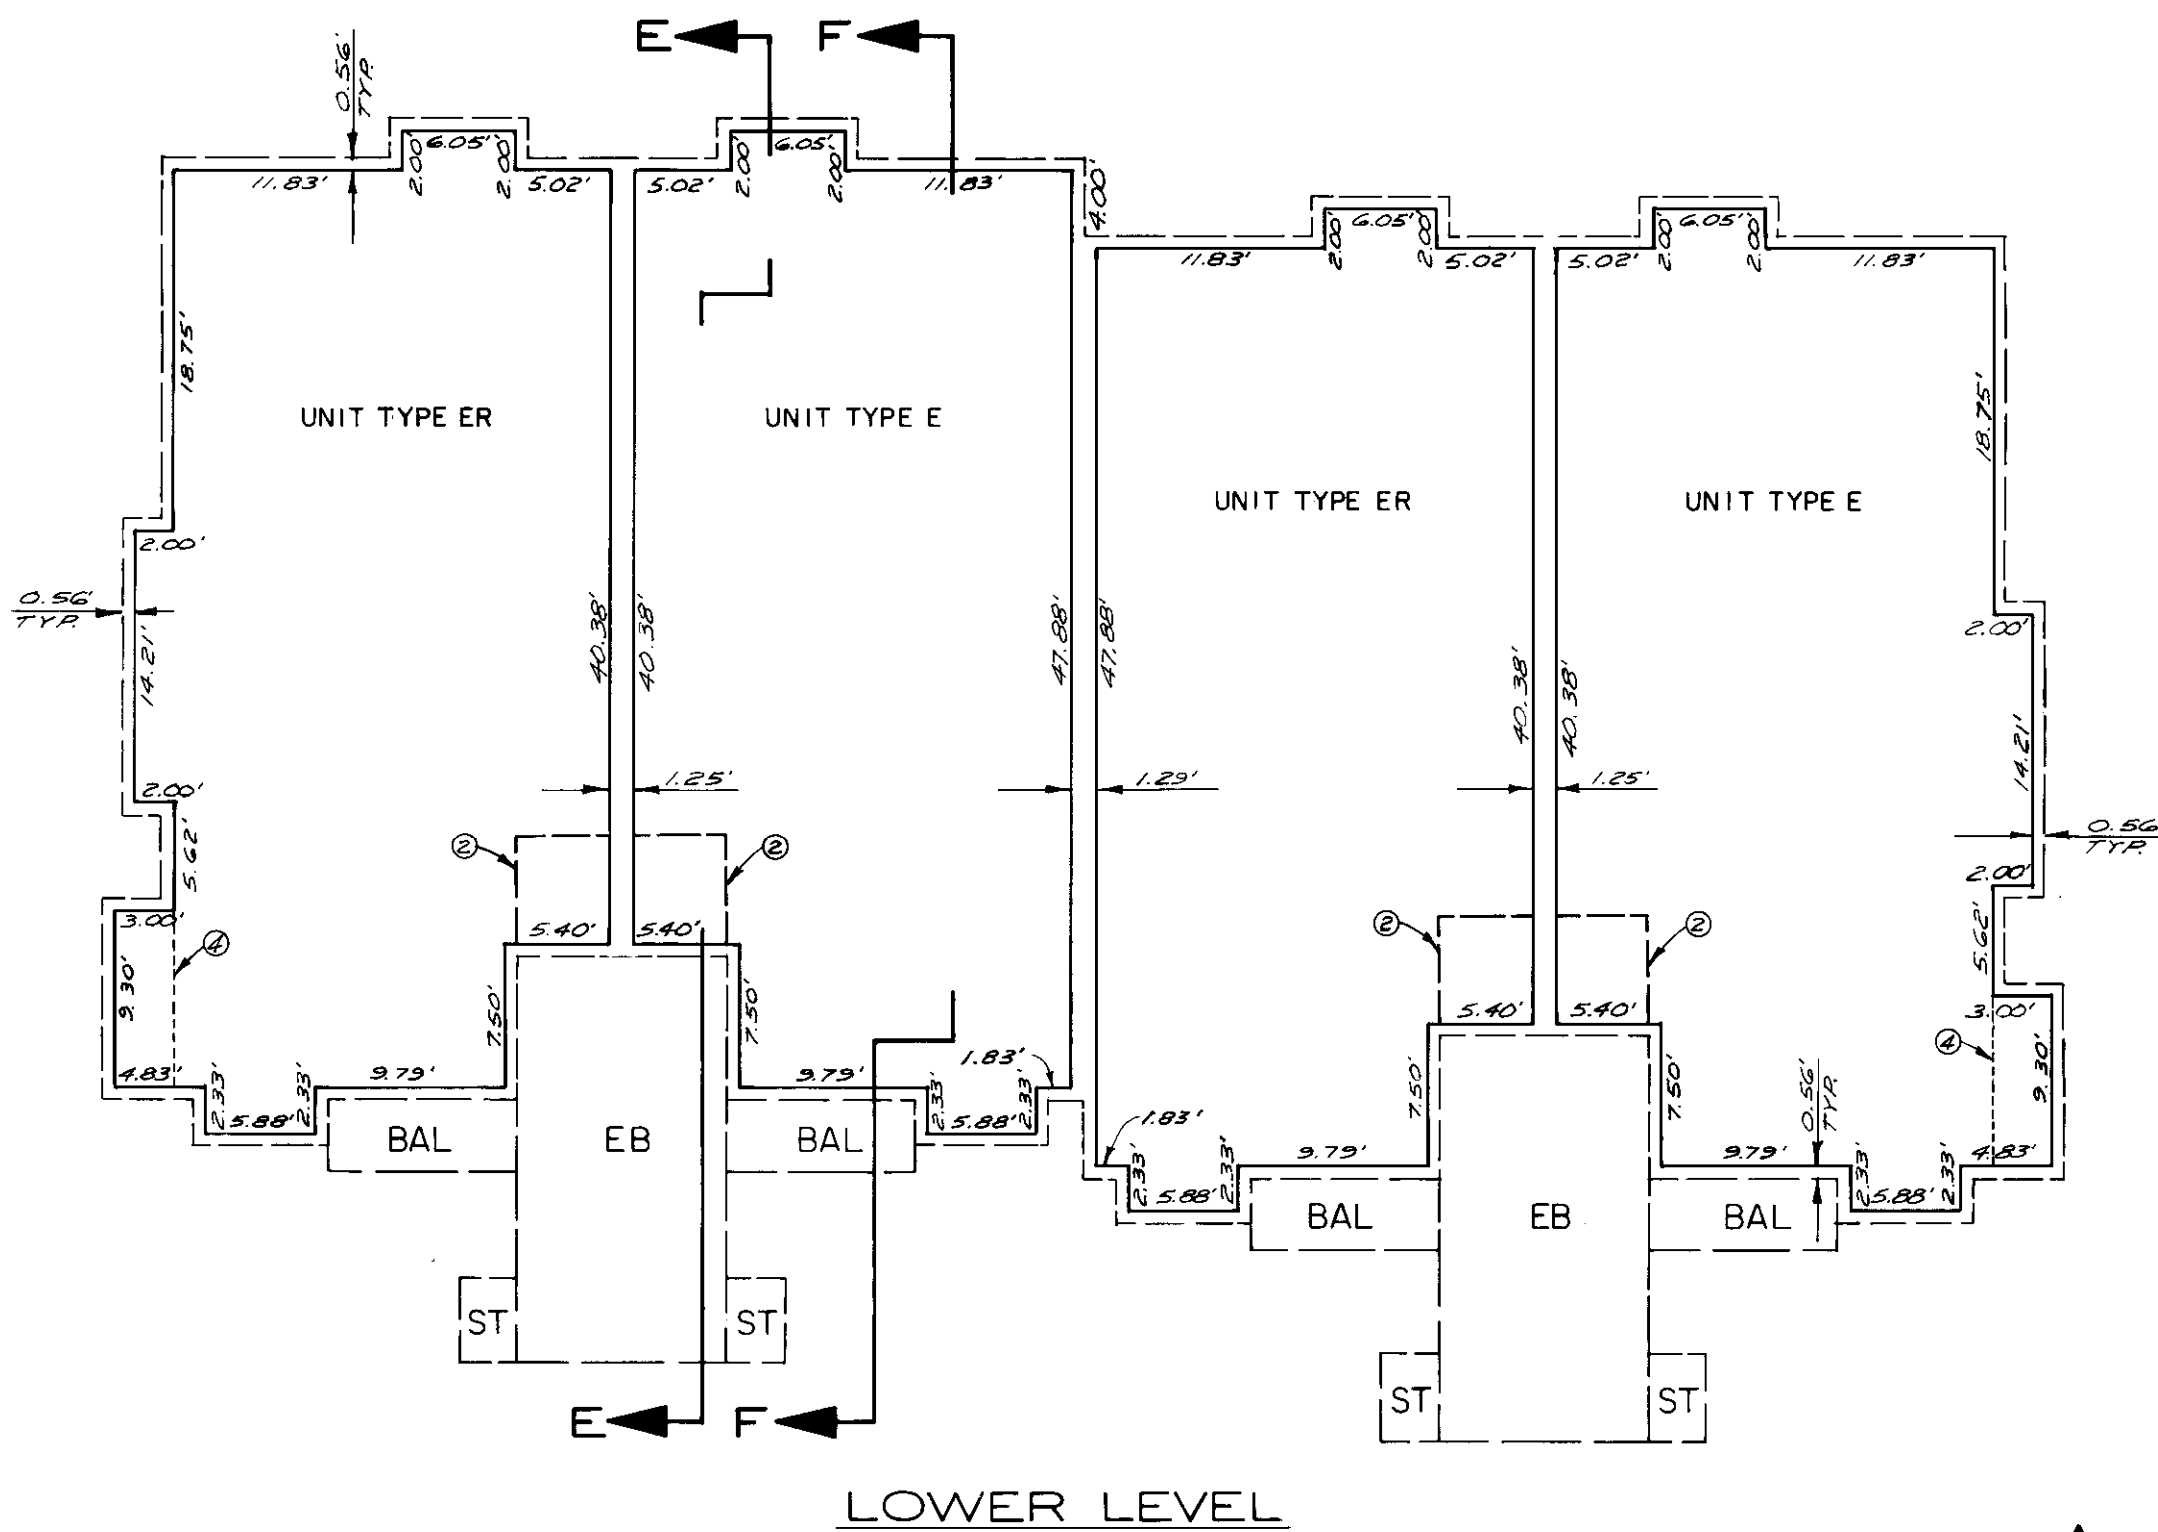 E F
0.56'
TYP.
6.05' 6.05'
2.00' 2.00' 2.00' 2.00'
11.83' 5.02' 5.02' 11.83'
4.00'
6.05' 6.05'
2.00' 2.00' 2.00' 2.00'
11.83' 5.02' 5.02' 11.83'
18.75'
18.75'
UNIT TYPE ER UNIT TYPE E
UNIT TYPE ER UNIT TYPE E
2.00'
0.56'
TYP.
14.21'
40.38' 40.38' 47.88' 47.88'
2.00'
40.38' 40.38'
14.21'
2.00' 1.25' 1.29' 1.25'
0.56
TYP.
5.62'
2 2
2.00'
3.00'
5.40' 5.40'
4
2 2
5.62'
9.30'
7.50' 7.50'
5.40' 5.40'
3.00'
4
9.30'
4.83' 9.79' 9.79' 1.83'
2.33' 5.88' 2.33' 2.33' 5.88' 2.33'
7.50' 7.50'
0.56'
TYP.
BAL EB BAL
1.83'
9.79' 9.79' 4.83'
2.33' 5.88' 2.33' 2.33' 5.88' 2.33'
BAL EB BAL
ST ST
ST ST
E F
LOWER LEVEL